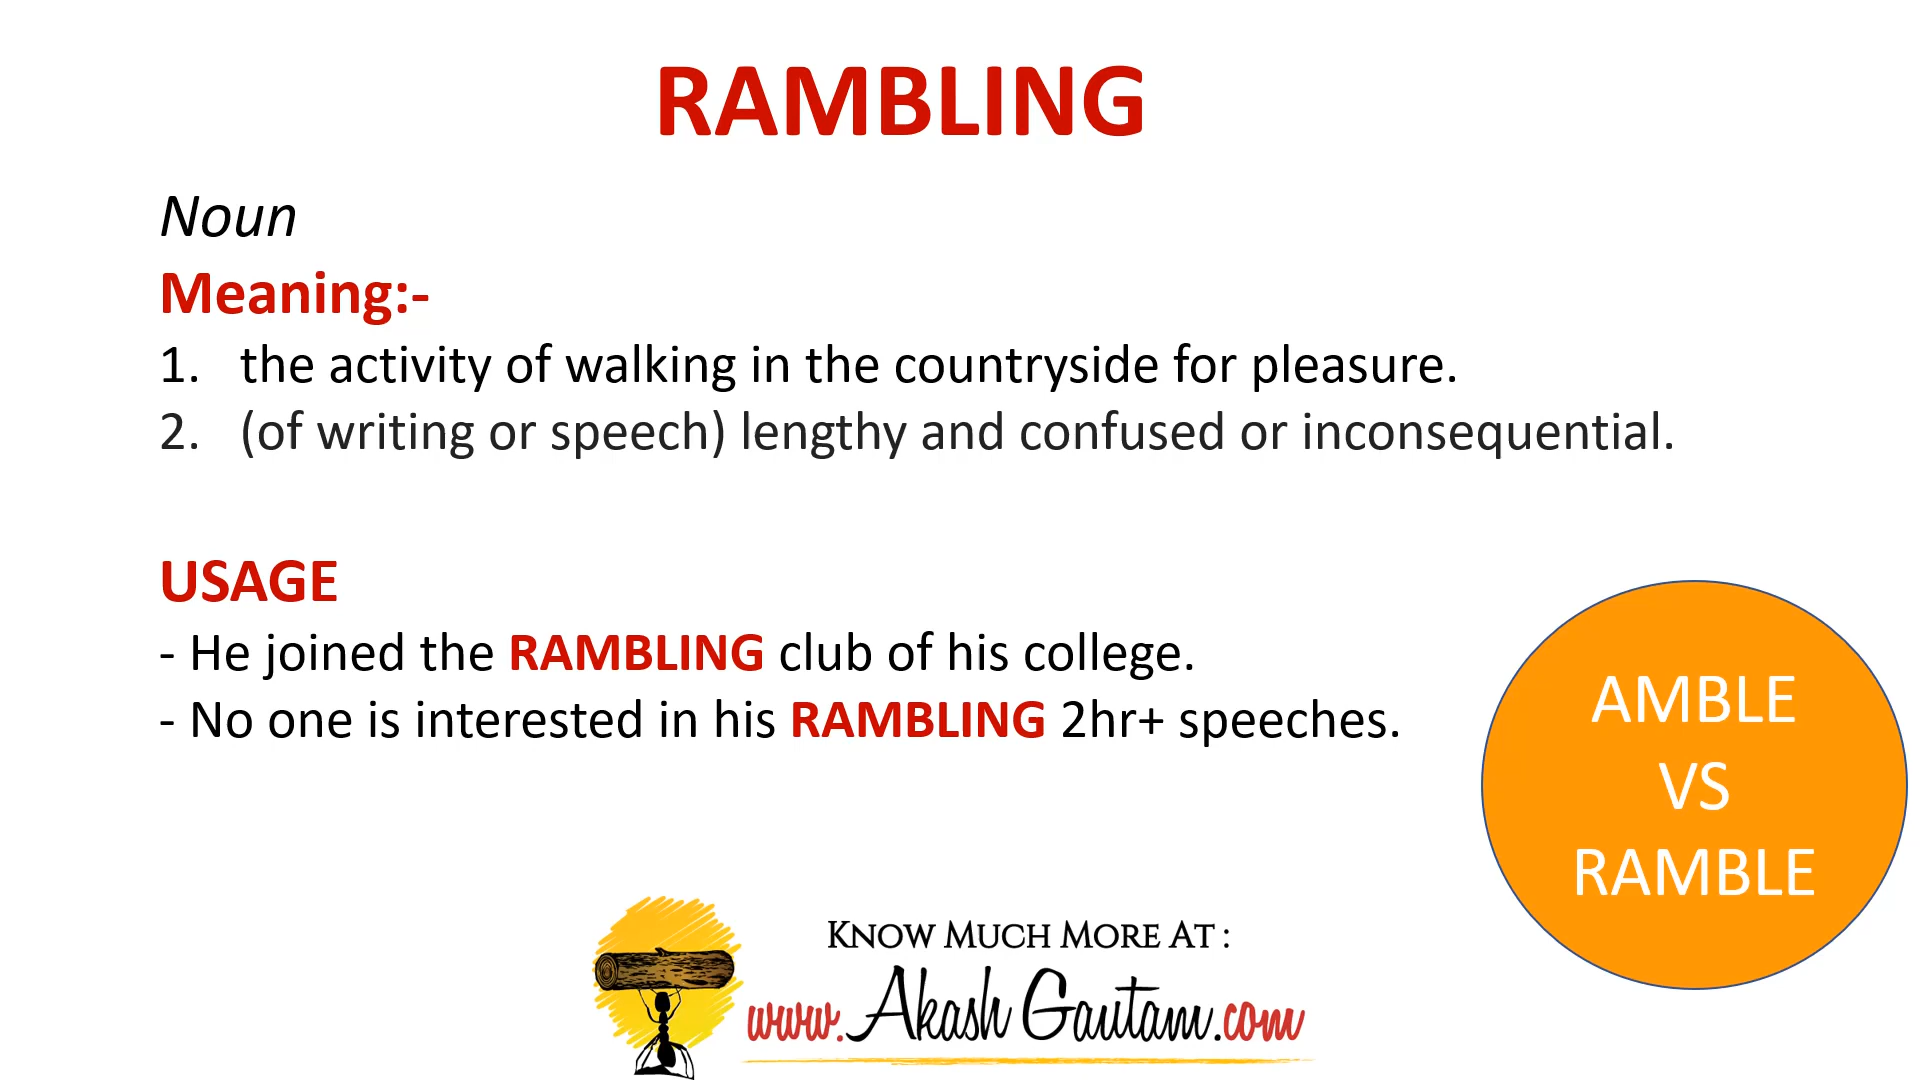 RAMBLING
Noun
Meaning:-
1. the activity of walking in the countryside for pleasure.
2. (of writing or speech) lengthy and confused or inconsequential.
USAGE
- He joined the RAMBLING club of his college.
- No one is interested in his RAMBLING 2hr+ speeches.
AMBLE
VS
RAMBLE
KNOW MUCH MORE AT :
www.AkashGautam.com